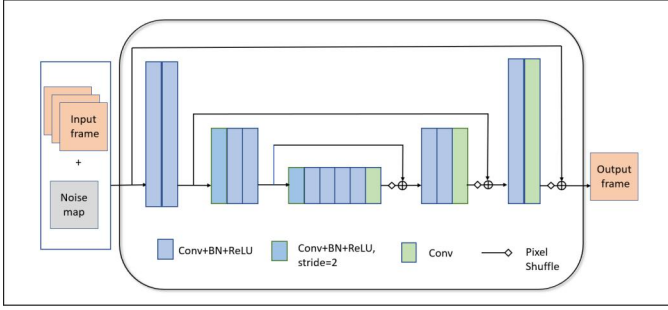 Input
frame
+
Noise
map
Output
frame
Conv+BN+ReLU
Conv+BN+ReLU,
stride=2
Conv
Pixel
Shuffle